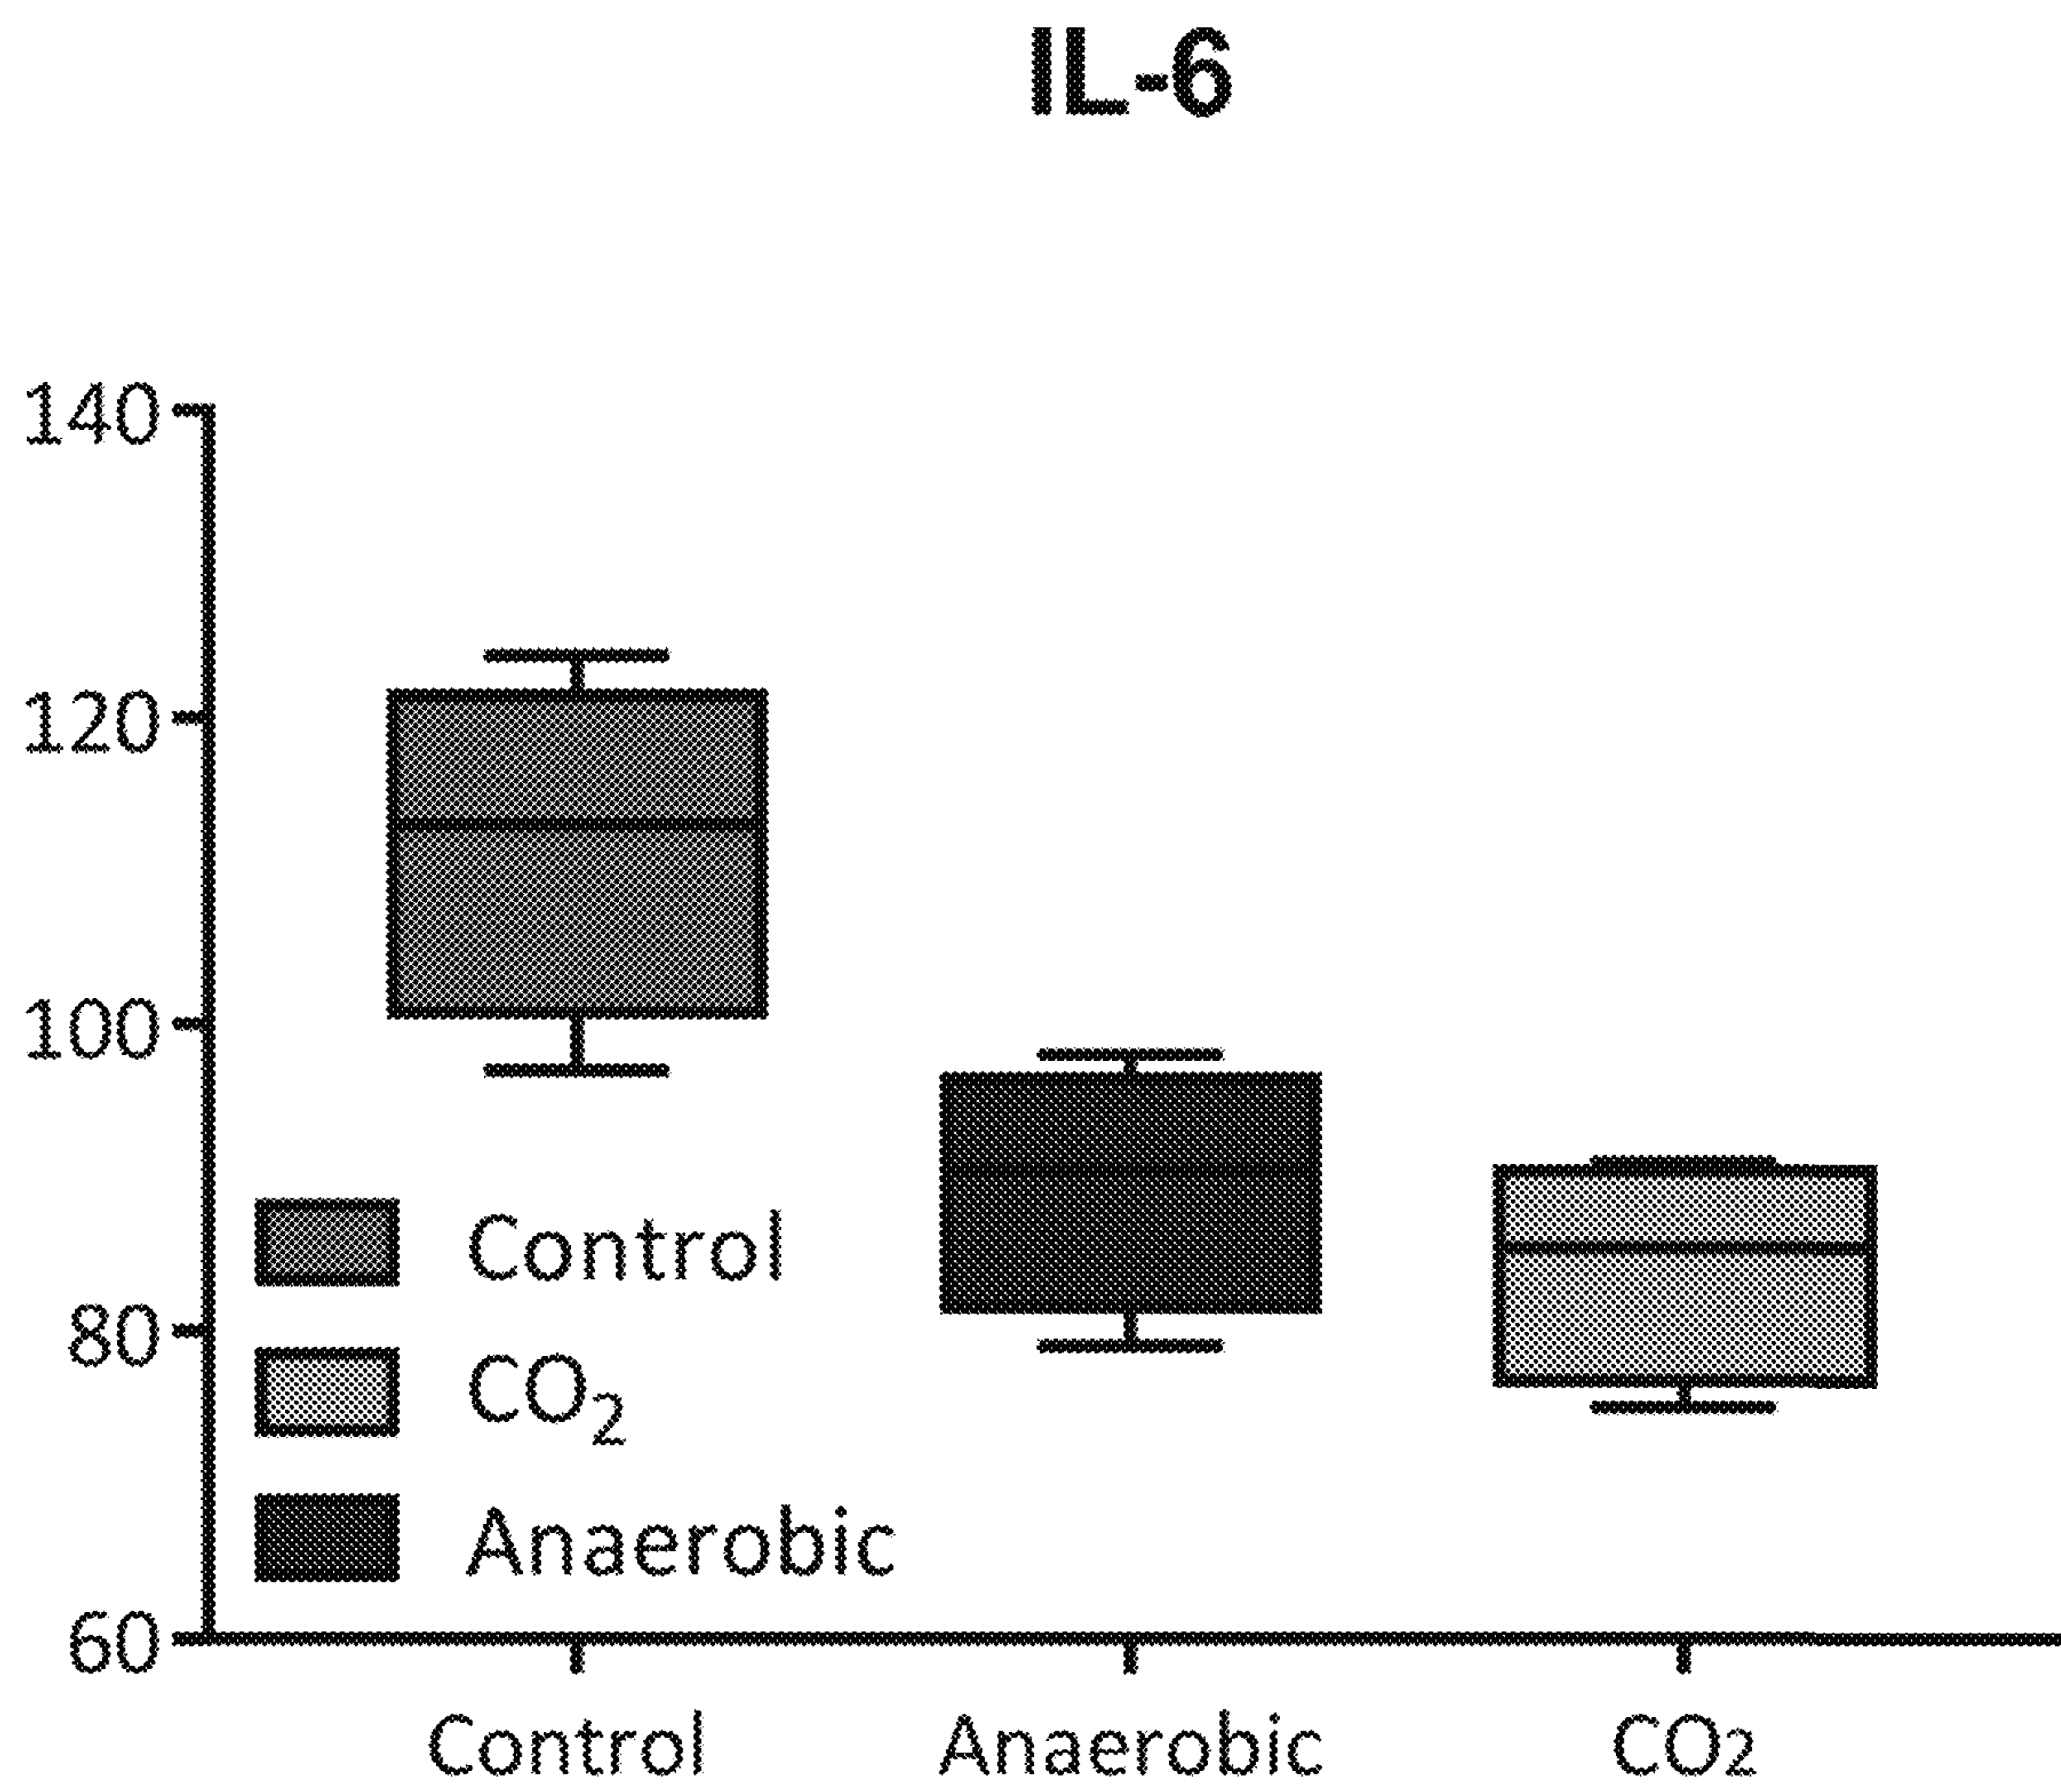 IL-6
140
120
100
80
60
Control
CO₂
Anaerobic
Control Anaerobic CO2